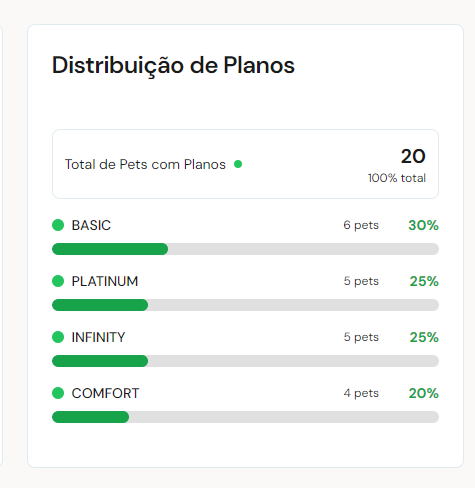 Distribuição de Planos
Total de Pets com Planos
20
100% total
BASIC 6 pets 30%
PLATINUM 5 pets 25%
INFINITY 5 pets 25%
COMFORT 4 pets 20%